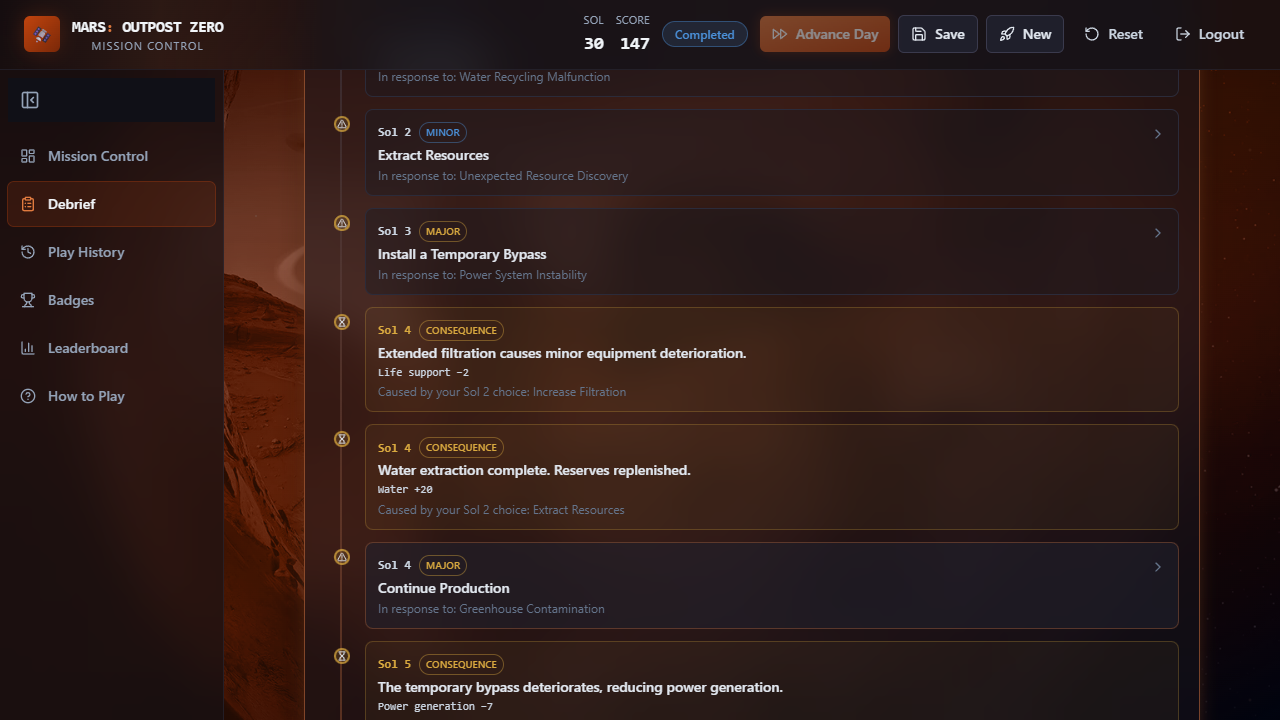 MARS: OUTPOST ZERO
MISSION CONTROL
SOL
30
SCORE
147
Completed
Advance Day
Save
New
Reset
Logout
Mission Control
Debrief
Play History
Badges
Leaderboard
How to Play
In response to: Water Recycling Malfunction
Sol 2 MINOR
Extract Resources
In response to: Unexpected Resource Discovery
Sol 3 MAJOR
Install a Temporary Bypass
In response to: Power System Instability
Sol 4 CONSEQUENCE
Extended filtration causes minor equipment deterioration.
Life support −2
Caused by your Sol 2 choice: Increase Filtration
Sol 4 CONSEQUENCE
Water extraction complete. Reserves replenished.
Water +20
Caused by your Sol 2 choice: Extract Resources
Sol 4 MAJOR
Continue Production
In response to: Greenhouse Contamination
Sol 5 CONSEQUENCE
The temporary bypass deteriorates, reducing power generation.
Power generation −7